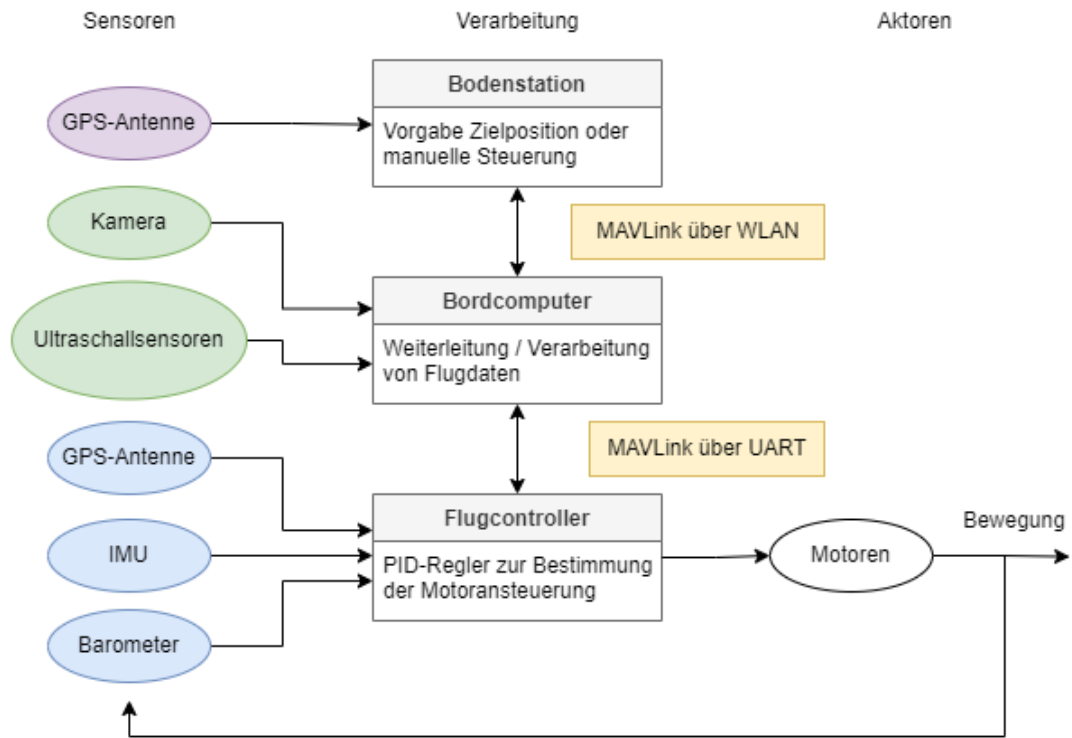 Sensoren
Verarbeitung
Aktoren
GPS-Antenne
Bodenstation
Vorgabe Zielposition oder
manuelle Steuerung
Kamera
MAVLink über WLAN
Ultraschallsensoren
Bordcomputer
Weiterleitung / Verarbeitung
von Flugdaten
GPS-Antenne
MAVLink über UART
IMU
Barometer
Flugcontroller
PID-Regler zur Bestimmung
der Motoransteuerung
Motoren
Bewegung